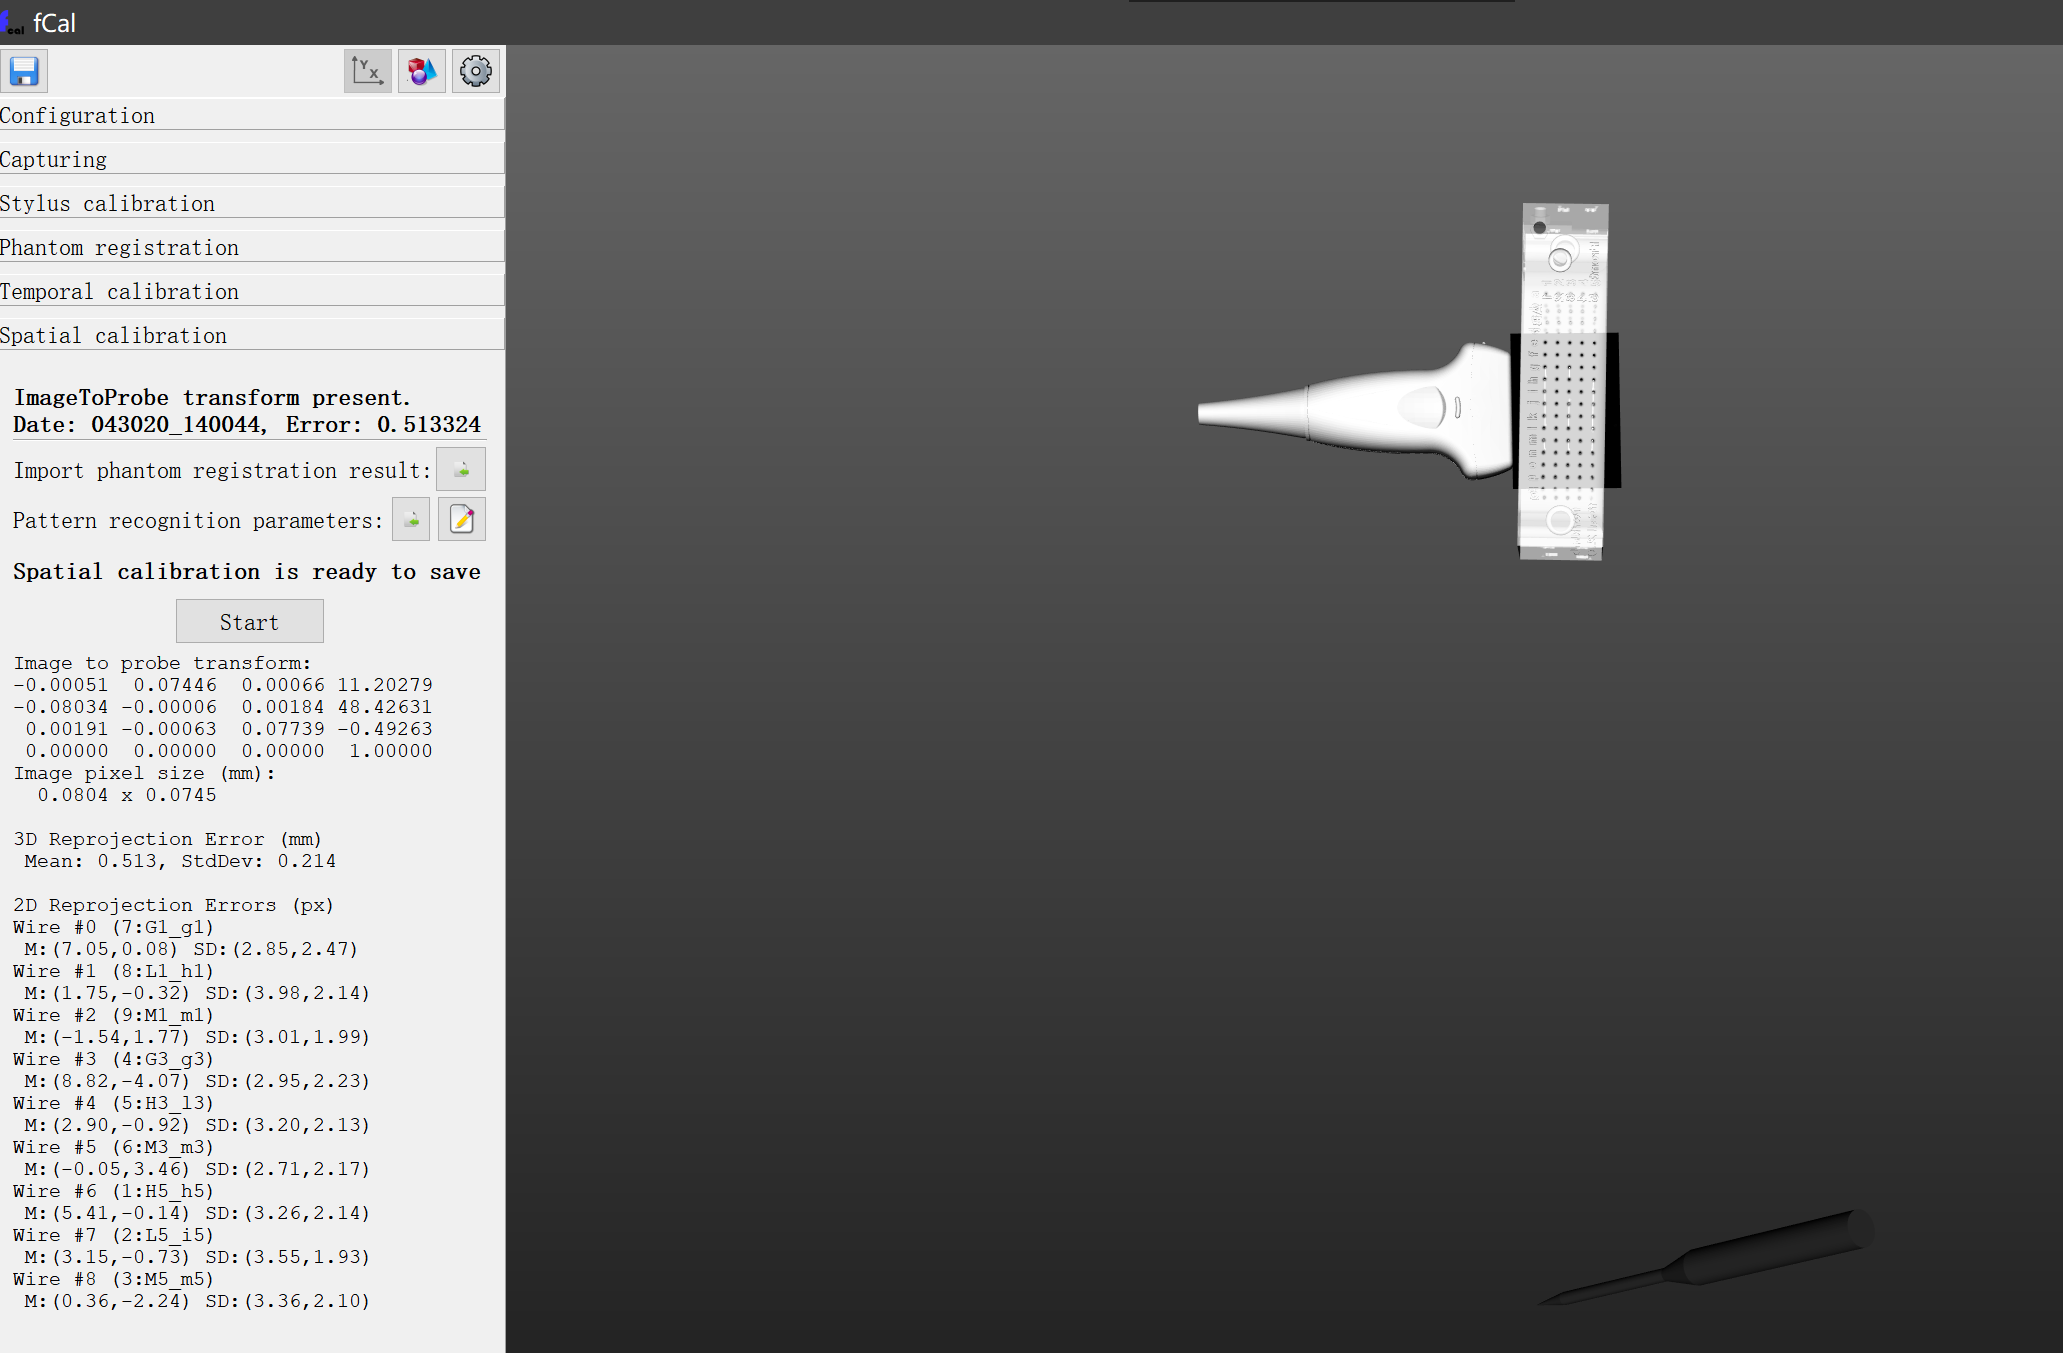 fCal
Configuration
Capturing
Stylus calibration
Phantom registration
Temporal calibration
Spatial calibration
ImageToProbe transform present.
Date: 043020_140044, Error: 0.513324
Import phantom registration result:
Pattern recognition parameters:
Spatial calibration is ready to save
Start
Image to probe transform:
-0.00051 0.07446 0.00066 11.20279
-0.08034 -0.00006 0.00184 48.42631
0.00191 -0.00063 0.07739 -0.49263
0.00000 0.00000 0.00000 1.00000
Image pixel size (mm):
0.0804 x 0.0745
3D Reprojection Error (mm)
Mean: 0.513, StdDev: 0.214
2D Reprojection Errors (px)
Wire #0 (7:G1_g1)
M:(7.05,0.08) SD:(2.85,2.47)
Wire #1 (8:L1_h1)
M:(1.75,-0.32) SD:(3.98,2.14)
Wire #2 (9:M1_m1)
M:(-1.54,1.77) SD:(3.01,1.99)
Wire #3 (4:G3_g3)
M:(8.82,-4.07) SD:(2.95,2.23)
Wire #4 (5:H3_l3)
M:(2.90,-0.92) SD:(3.20,2.13)
Wire #5 (6:M3_m3)
M:(-0.05,3.46) SD:(2.71,2.17)
Wire #6 (1:H5_h5)
M:(5.41,-0.14) SD:(3.26,2.14)
Wire #7 (2:L5_i5)
M:(3.15,-0.73) SD:(3.55,1.93)
Wire #8 (3:M5_m5)
M:(0.36,-2.24) SD:(3.36,2.10)